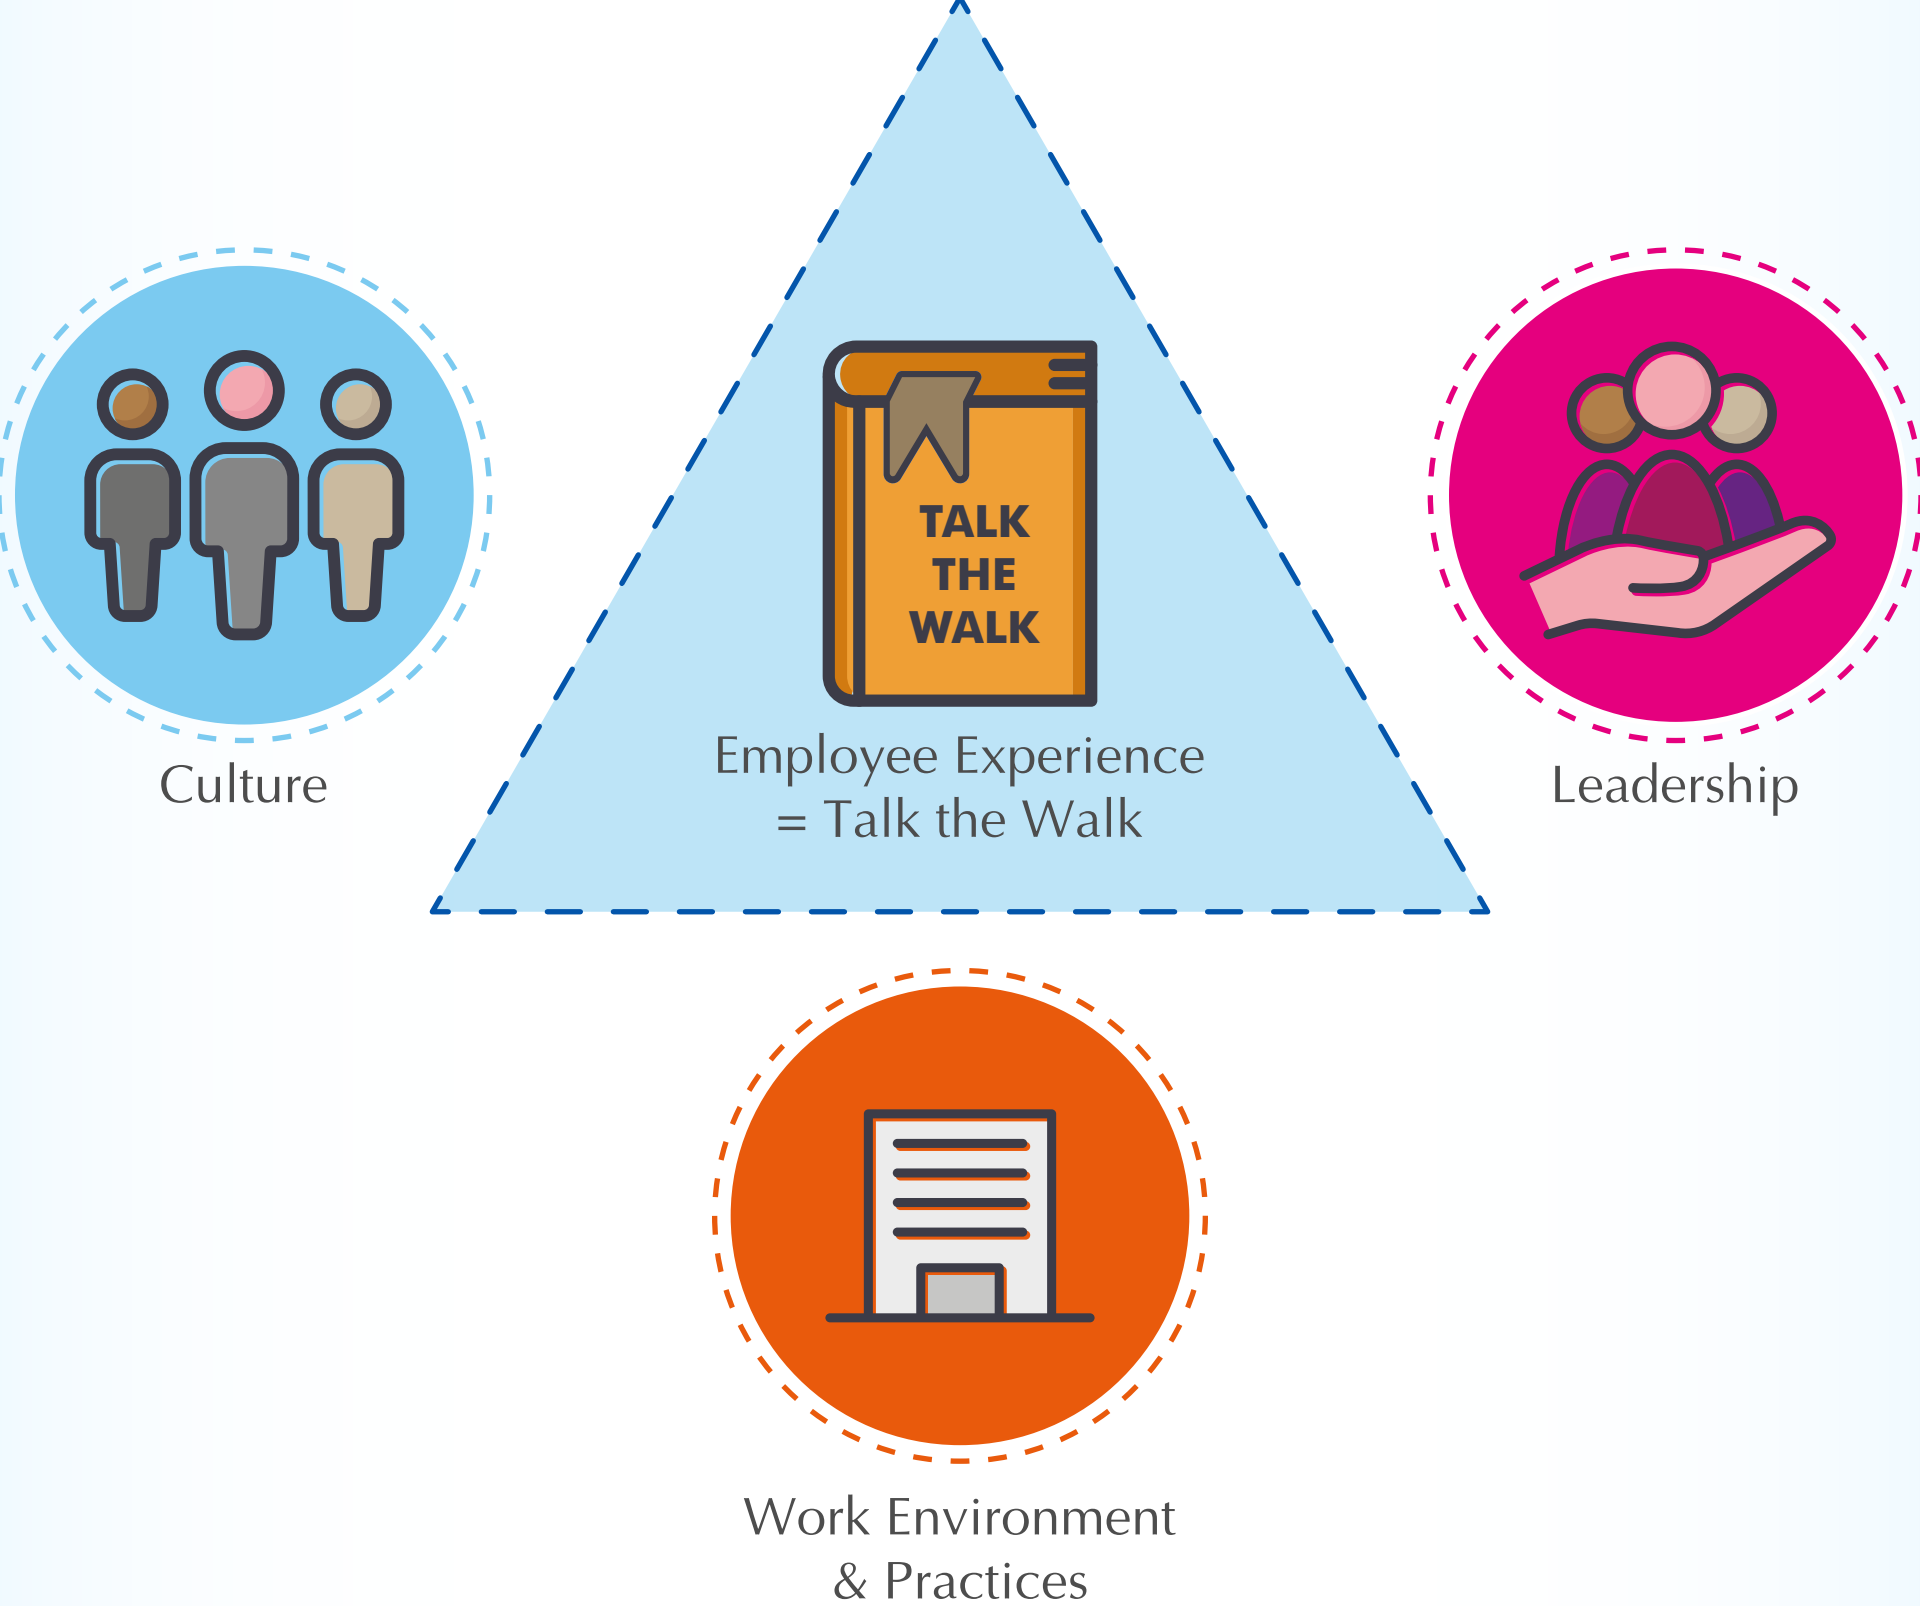 TALK
THE
WALK
Employee Experience
= Talk the Walk
Culture
Leadership
Work Environment
& Practices